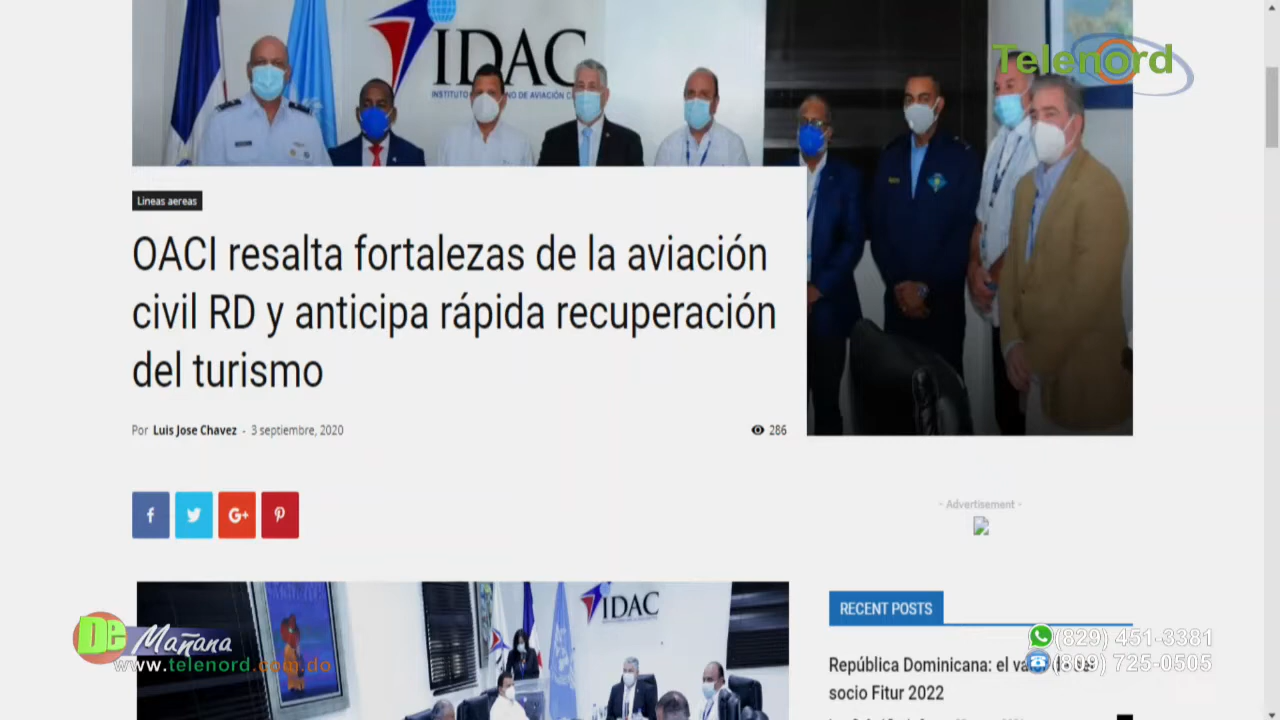 IDAC
Telenord
Lineas aereas
OACI resalta fortalezas de la aviación
civil RD y anticipa rápida recuperación
del turismo
Por Luis Jose Chavez - 3 septiembre, 2020
286
f
G+
- Advertisement -
IDAC
RECENT POSTS
De Mañana
www.telenord.com.do
(829) 451-3381
(809) 725-0505
República Dominicana: el
socio Fitur 2022